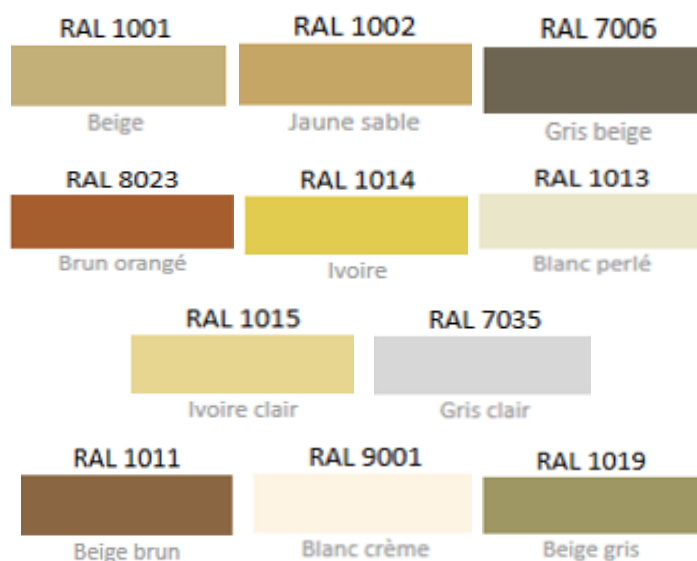 RAL 1001 RAL 1002 RAL 7006
Beige Jaune sable Gris beige
RAL 8023 RAL 1014 RAL 1013
Brun orangé Ivoire Blanc perlé
RAL 1015 RAL 7035
Ivoire clair Gris clair
RAL 1011 RAL 9001 RAL 1019
Beige brun Blanc crème Beige gris